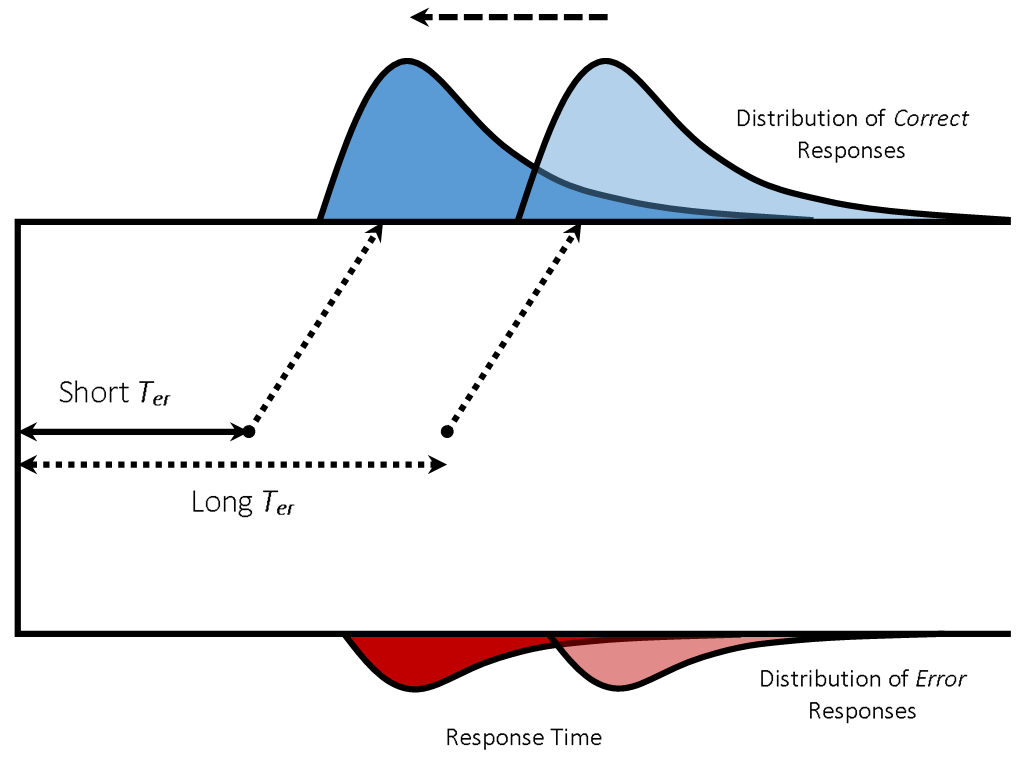 Distribution of Correct
Responses
Short Ter
Long Ter
Distribution of Error
Responses
Response Time